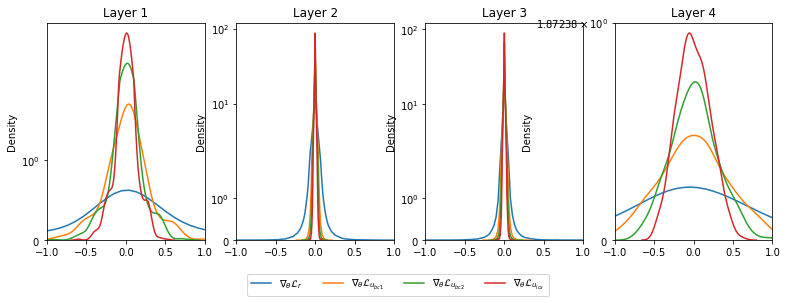 Layer 1
Layer 2
Layer 3
Layer 4
1.87238 × 10⁰
10² 10²
10¹ 10¹
10⁰ 10⁰ 10⁰
Density Density Density Density
0 0 0 0
−1.0 −0.5 0.0 0.5 1.0
−1.0 −0.5 0.0 0.5 1.0
−1.0 −0.5 0.0 0.5 1.0
−1.0 −0.5 0.0 0.5 1.0
∇θℒr ∇θℒubc1 ∇θℒubc2 ∇θℒuics